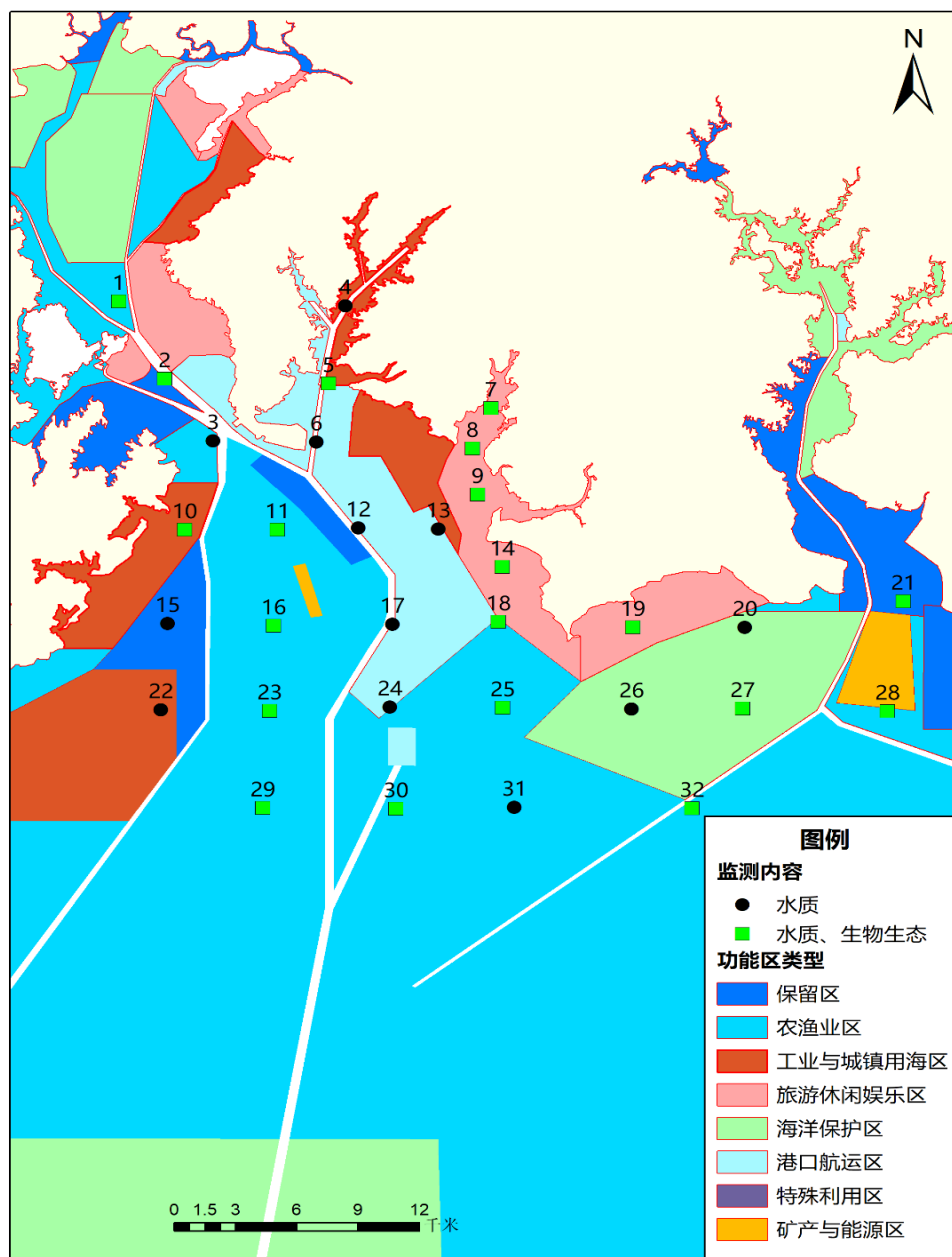 N
1
4
2
5
7
3
6
8
9
10
11
12
13
14
15
16
17
18
19
20
21
22
23
24
25
26
27
28
29
30
31
32
图例
监测内容
水质
水质、生物生态
功能区类型
保留区
农渔业区
工业与城镇用海区
旅游休闲娱乐区
海洋保护区
港口航运区
特殊利用区
矿产与能源区
0 1.5 3 6 9 12
千米